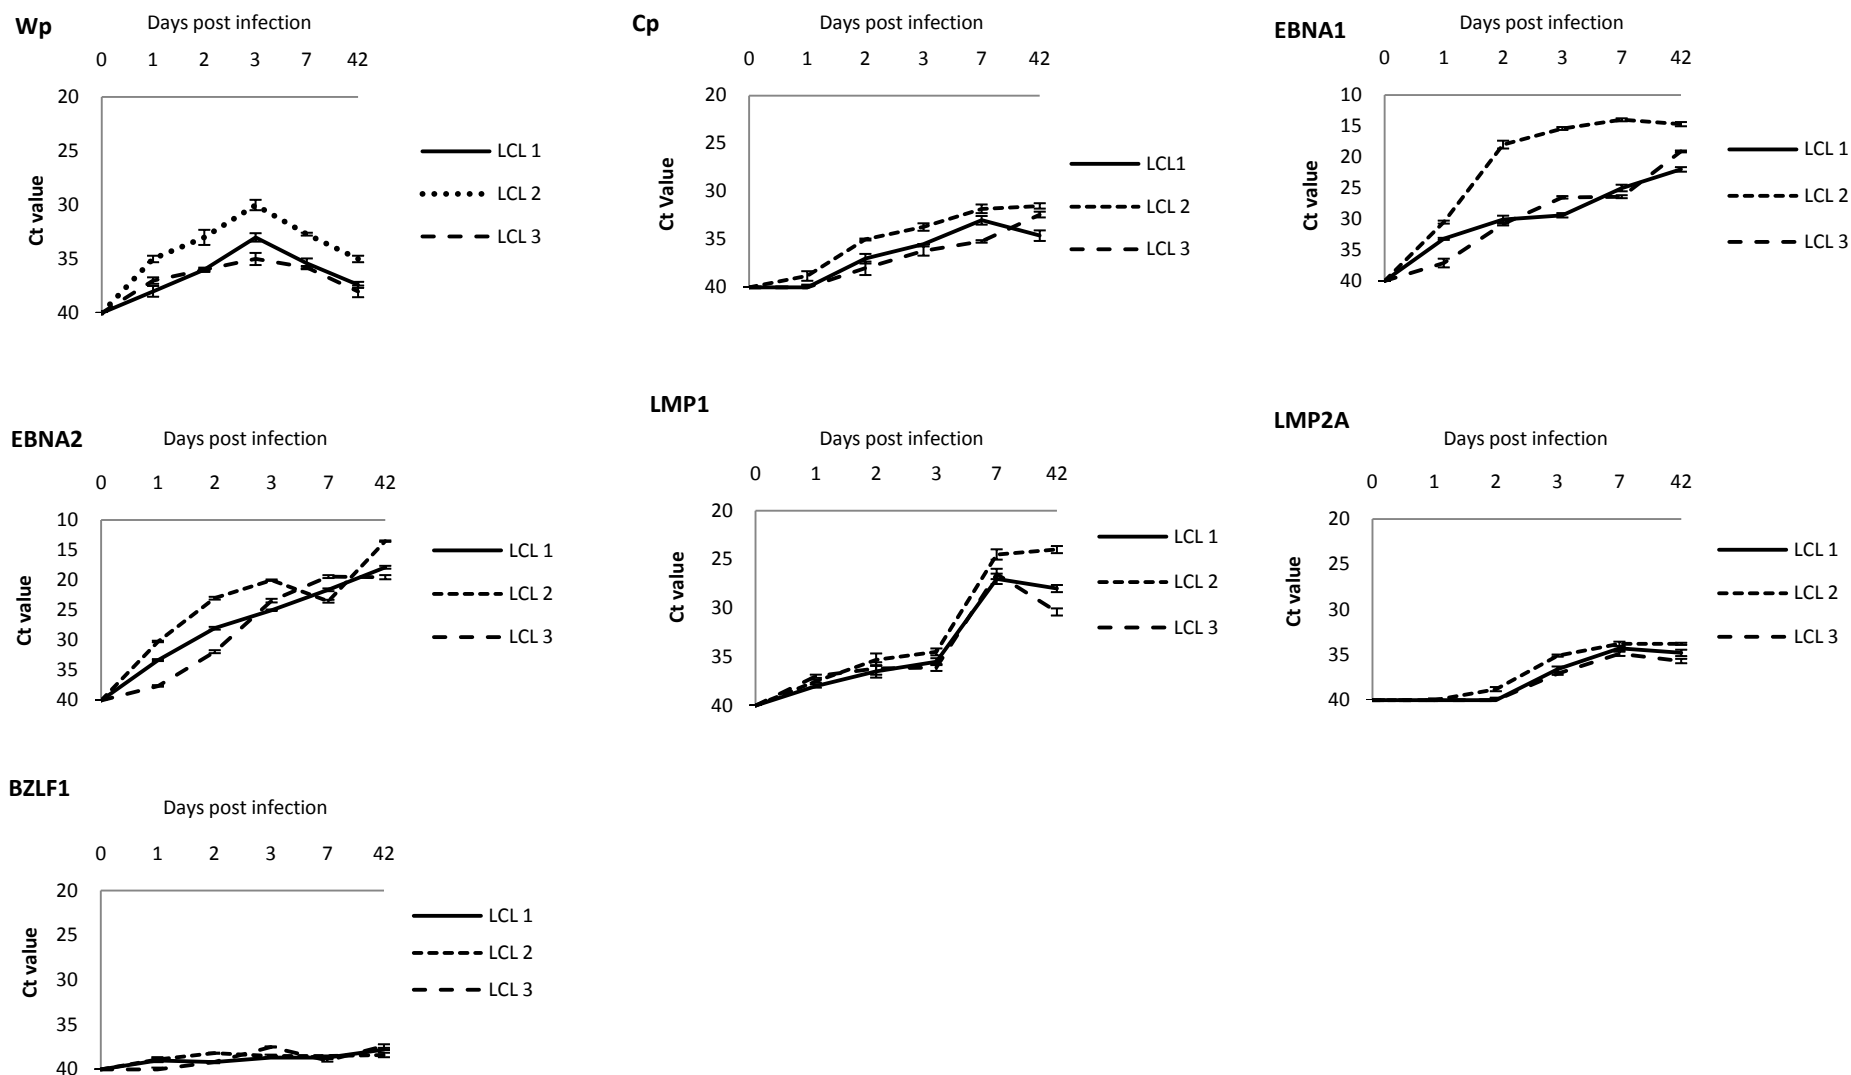 Wp
Days post infection
0 1 2 3 7 42
Ct value
20
25
30
35
40
LCL 1
LCL 2
LCL 3
Cp
Days post infection
0 1 2 3 7 42
Ct Value
20
25
30
35
40
LCL1
LCL 2
LCL 3
EBNA1
Days post infection
0 1 2 3 7 42
Ct value
10
15
20
25
30
35
40
LCL 1
LCL 2
LCL 3
EBNA2
Days post infection
0 1 2 3 7 42
Ct value
10
15
20
25
30
35
40
LCL 1
LCL 2
LCL 3
LMP1
Days post infection
0 1 2 3 7 42
Ct value
20
25
30
35
40
LCL 1
LCL 2
LCL 3
LMP2A
Days post infection
0 1 2 3 7 42
Ct value
20
25
30
35
40
LCL 1
LCL 2
LCL 3
BZLF1
Days post infection
0 1 2 3 7 42
Ct value
20
25
30
35
40
LCL 1
LCL 2
LCL 3